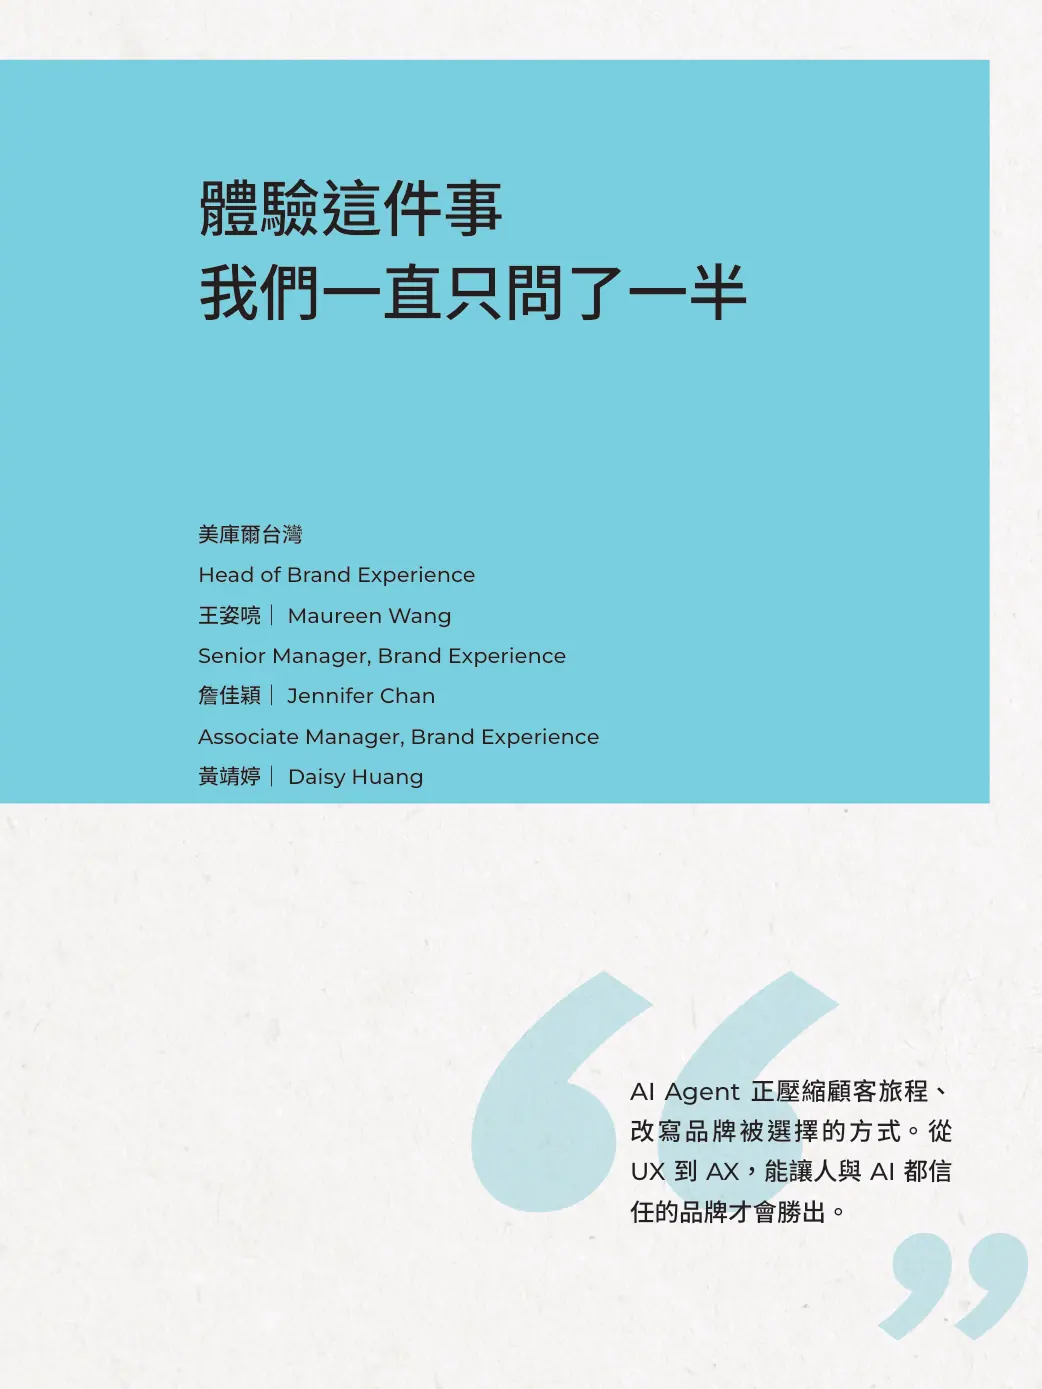 體驗這件事
我們一直只問了一半
美庫爾台灣
Head of Brand Experience
王姿喨｜ Maureen Wang
Senior Manager, Brand Experience
詹佳穎｜ Jennifer Chan
Associate Manager, Brand Experience
黃靖婷｜ Daisy Huang
AI Agent 正壓縮顧客旅程、
改寫品牌被選擇的方式。從
UX 到 AX，能讓人與 AI 都信
任的品牌才會勝出。